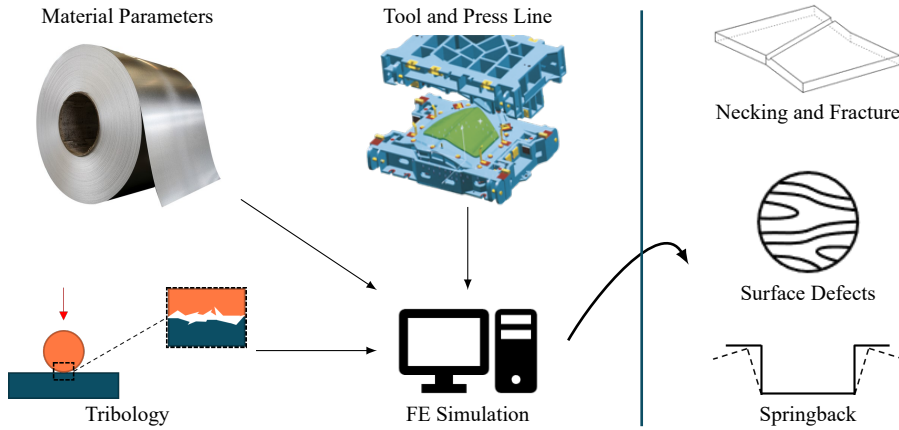 Material Parameters
Tool and Press Line
Necking and Fracture
Surface Defects
Tribology
FE Simulation
Springback